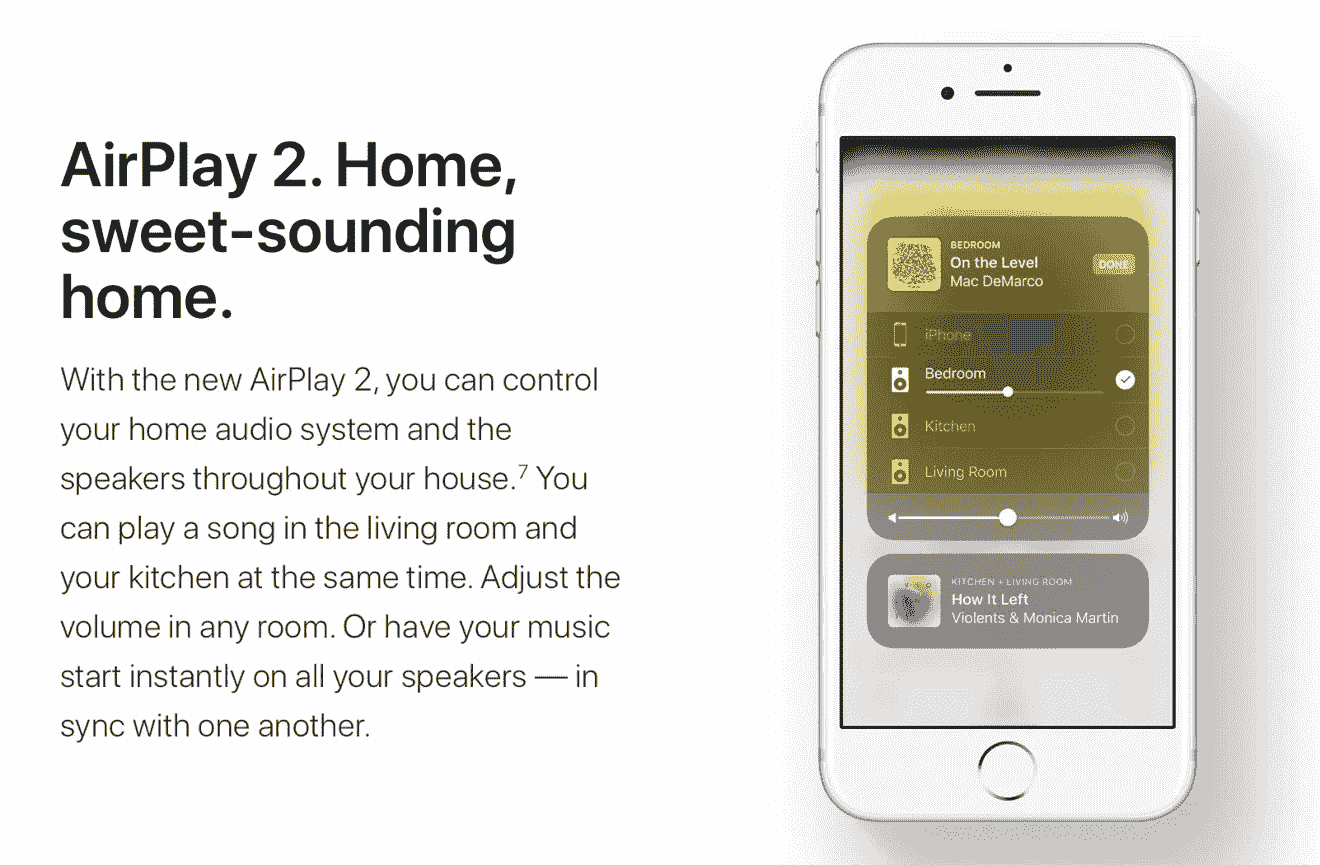 AirPlay 2. Home,
sweet-sounding
home.
With the new AirPlay 2, you can control
your home audio system and the
speakers throughout your house.⁷ You
can play a song in the living room and
your kitchen at the same time. Adjust the
volume in any room. Or have your music
start instantly on all your speakers — in
sync with one another.
BEDROOM
On the Level
DONE
Mac DeMarco
iPhone
Bedroom
Kitchen
Living Room
KITCHEN + LIVING ROOM
How It Left
Violents & Monica Martin